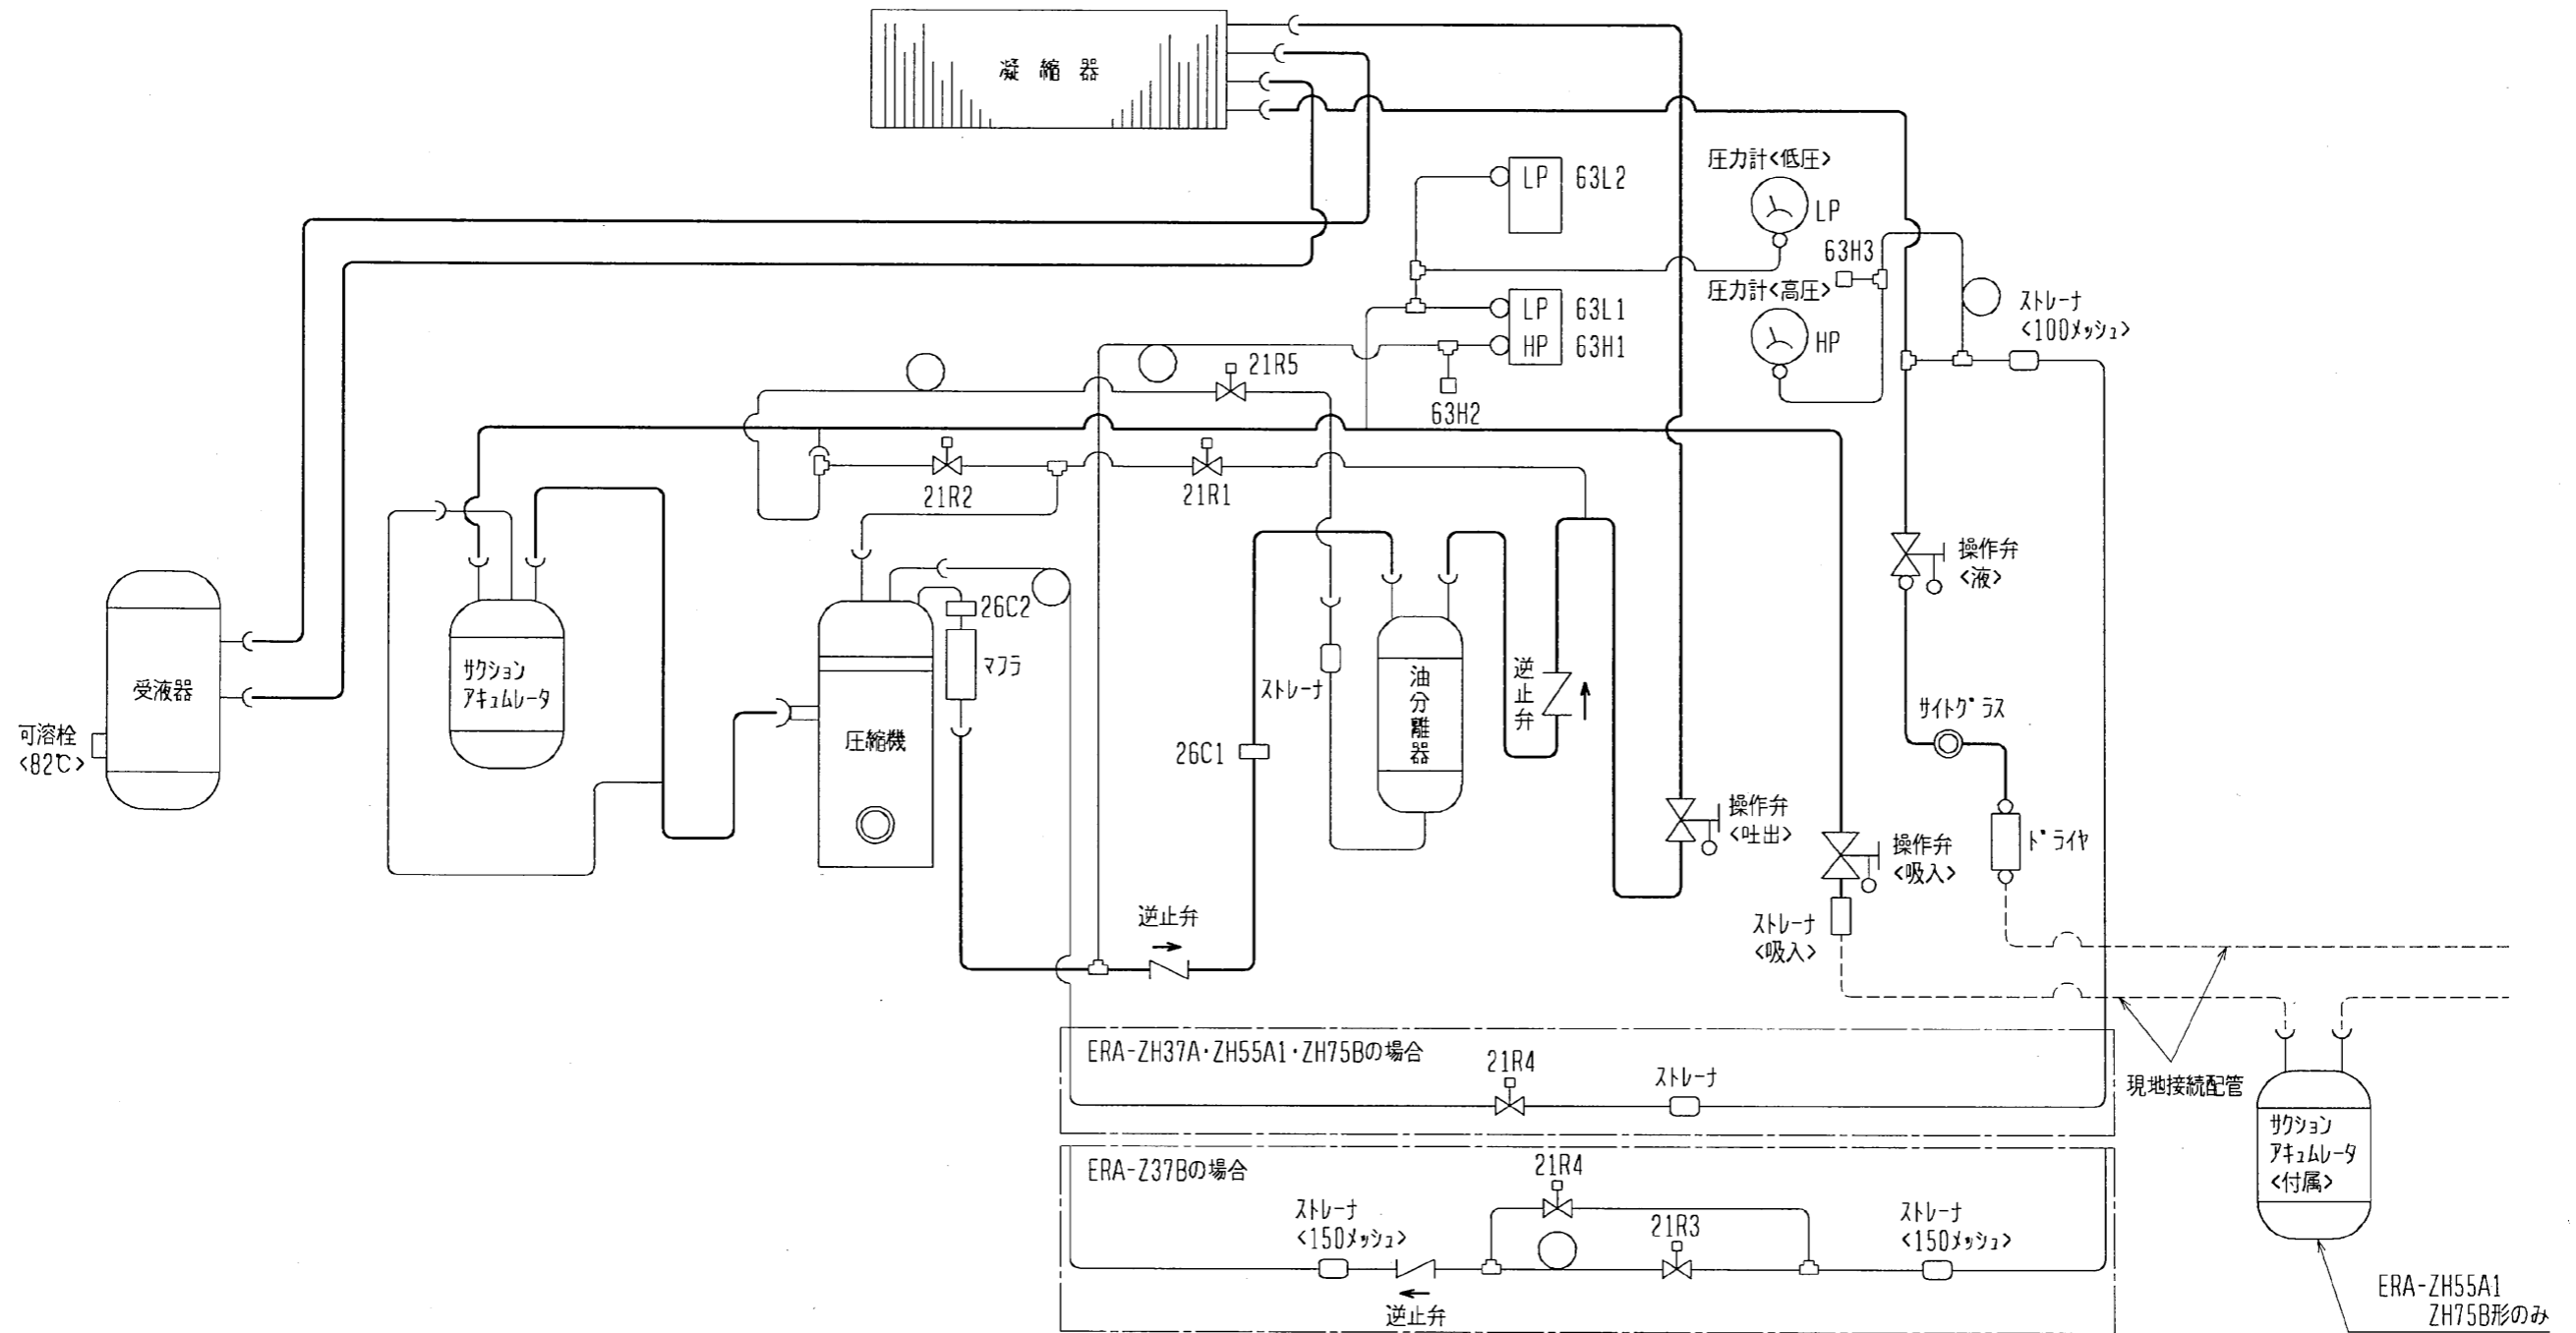 凝縮器
LP 63L2
圧力計<低圧>
LP
63H3
圧力計<高圧>
HP
LP 63L1
HP 63H1
63H2
ストレーナ
<100メッシュ>
21R5
21R2
21R1
操作弁
<液>
26C2
マフラ
サクション
アキュムレータ
受液器
可溶栓
<82℃>
圧縮機
ストレーナ
油分離器
逆止弁
26C1
サイトグラス
操作弁
<吐出>
操作弁
<吸入>
ドライヤ
逆止弁
ストレーナ
<吸入>
ERA-ZH37A・ZH55A1・ZH75Bの場合
21R4
ストレーナ
現地接続配管
サクション
アキュムレータ
<付属>
ERA-Z37Bの場合
21R4
ストレーナ
<150メッシュ>
21R3
ストレーナ
<150メッシュ>
逆止弁
ERA-ZH55A1
ZH75B形のみ